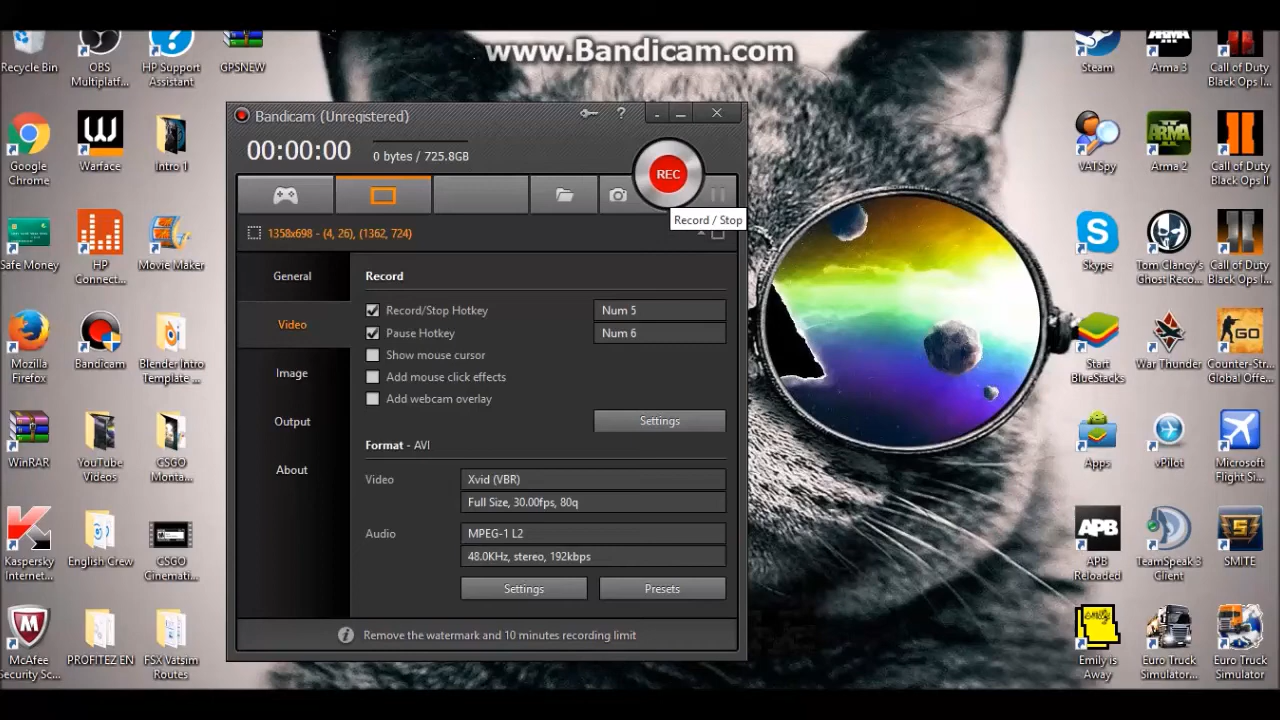 www.Bandicam.com
Recycle Bin
OBS
Multiplatf...
HP Support
Assistant
GPSNEW
Google
Chrome
Warface
Intro 1
Safe Money
HP
Connect...
Movie Maker
Mozilla
Firefox
Bandicam
Blender Intro
Template ...
WinRAR
YouTube
Videos
CSGO
Monta...
Kaspersky
Internet...
English Crew
CSGO
Cinemati...
McAfee
Security Sc...
PROFITEZ EN
FSX Vatsim
Routes
Bandicam (Unregistered)
?
00:00:00
0 bytes / 725.8GB
REC
Record / Stop
1358x698 - (4, 26), (1362, 724)
General
Video
Image
Output
About
Record
Record/Stop Hotkey
Num 5
Pause Hotkey
Num 6
Show mouse cursor
Add mouse click effects
Add webcam overlay
Settings
Format - AVI
Video
Xvid (VBR)
Full Size, 30.00fps, 80q
Audio
MPEG-1 L2
48.0KHz, stereo, 192kbps
Settings
Presets
Remove the watermark and 10 minutes recording limit
Steam
Arma 3
Call of Duty
Black Ops I...
VATSpy
ARMA
Arma 2
Call of Duty
Black Ops II
Skype
Tom Clancy's
Ghost Reco...
Call of Duty
Black Ops I...
Start
BlueStacks
War Thunder
GO
Counter-Str...
Global Offe...
Apps
vPilot
Microsoft
Flight Si...
APB
APB
Reloaded
TeamSpeak 3
Client
SMITE
emily
Emily is
Away
Euro Truck
Simulator...
Euro Truck
Simulator